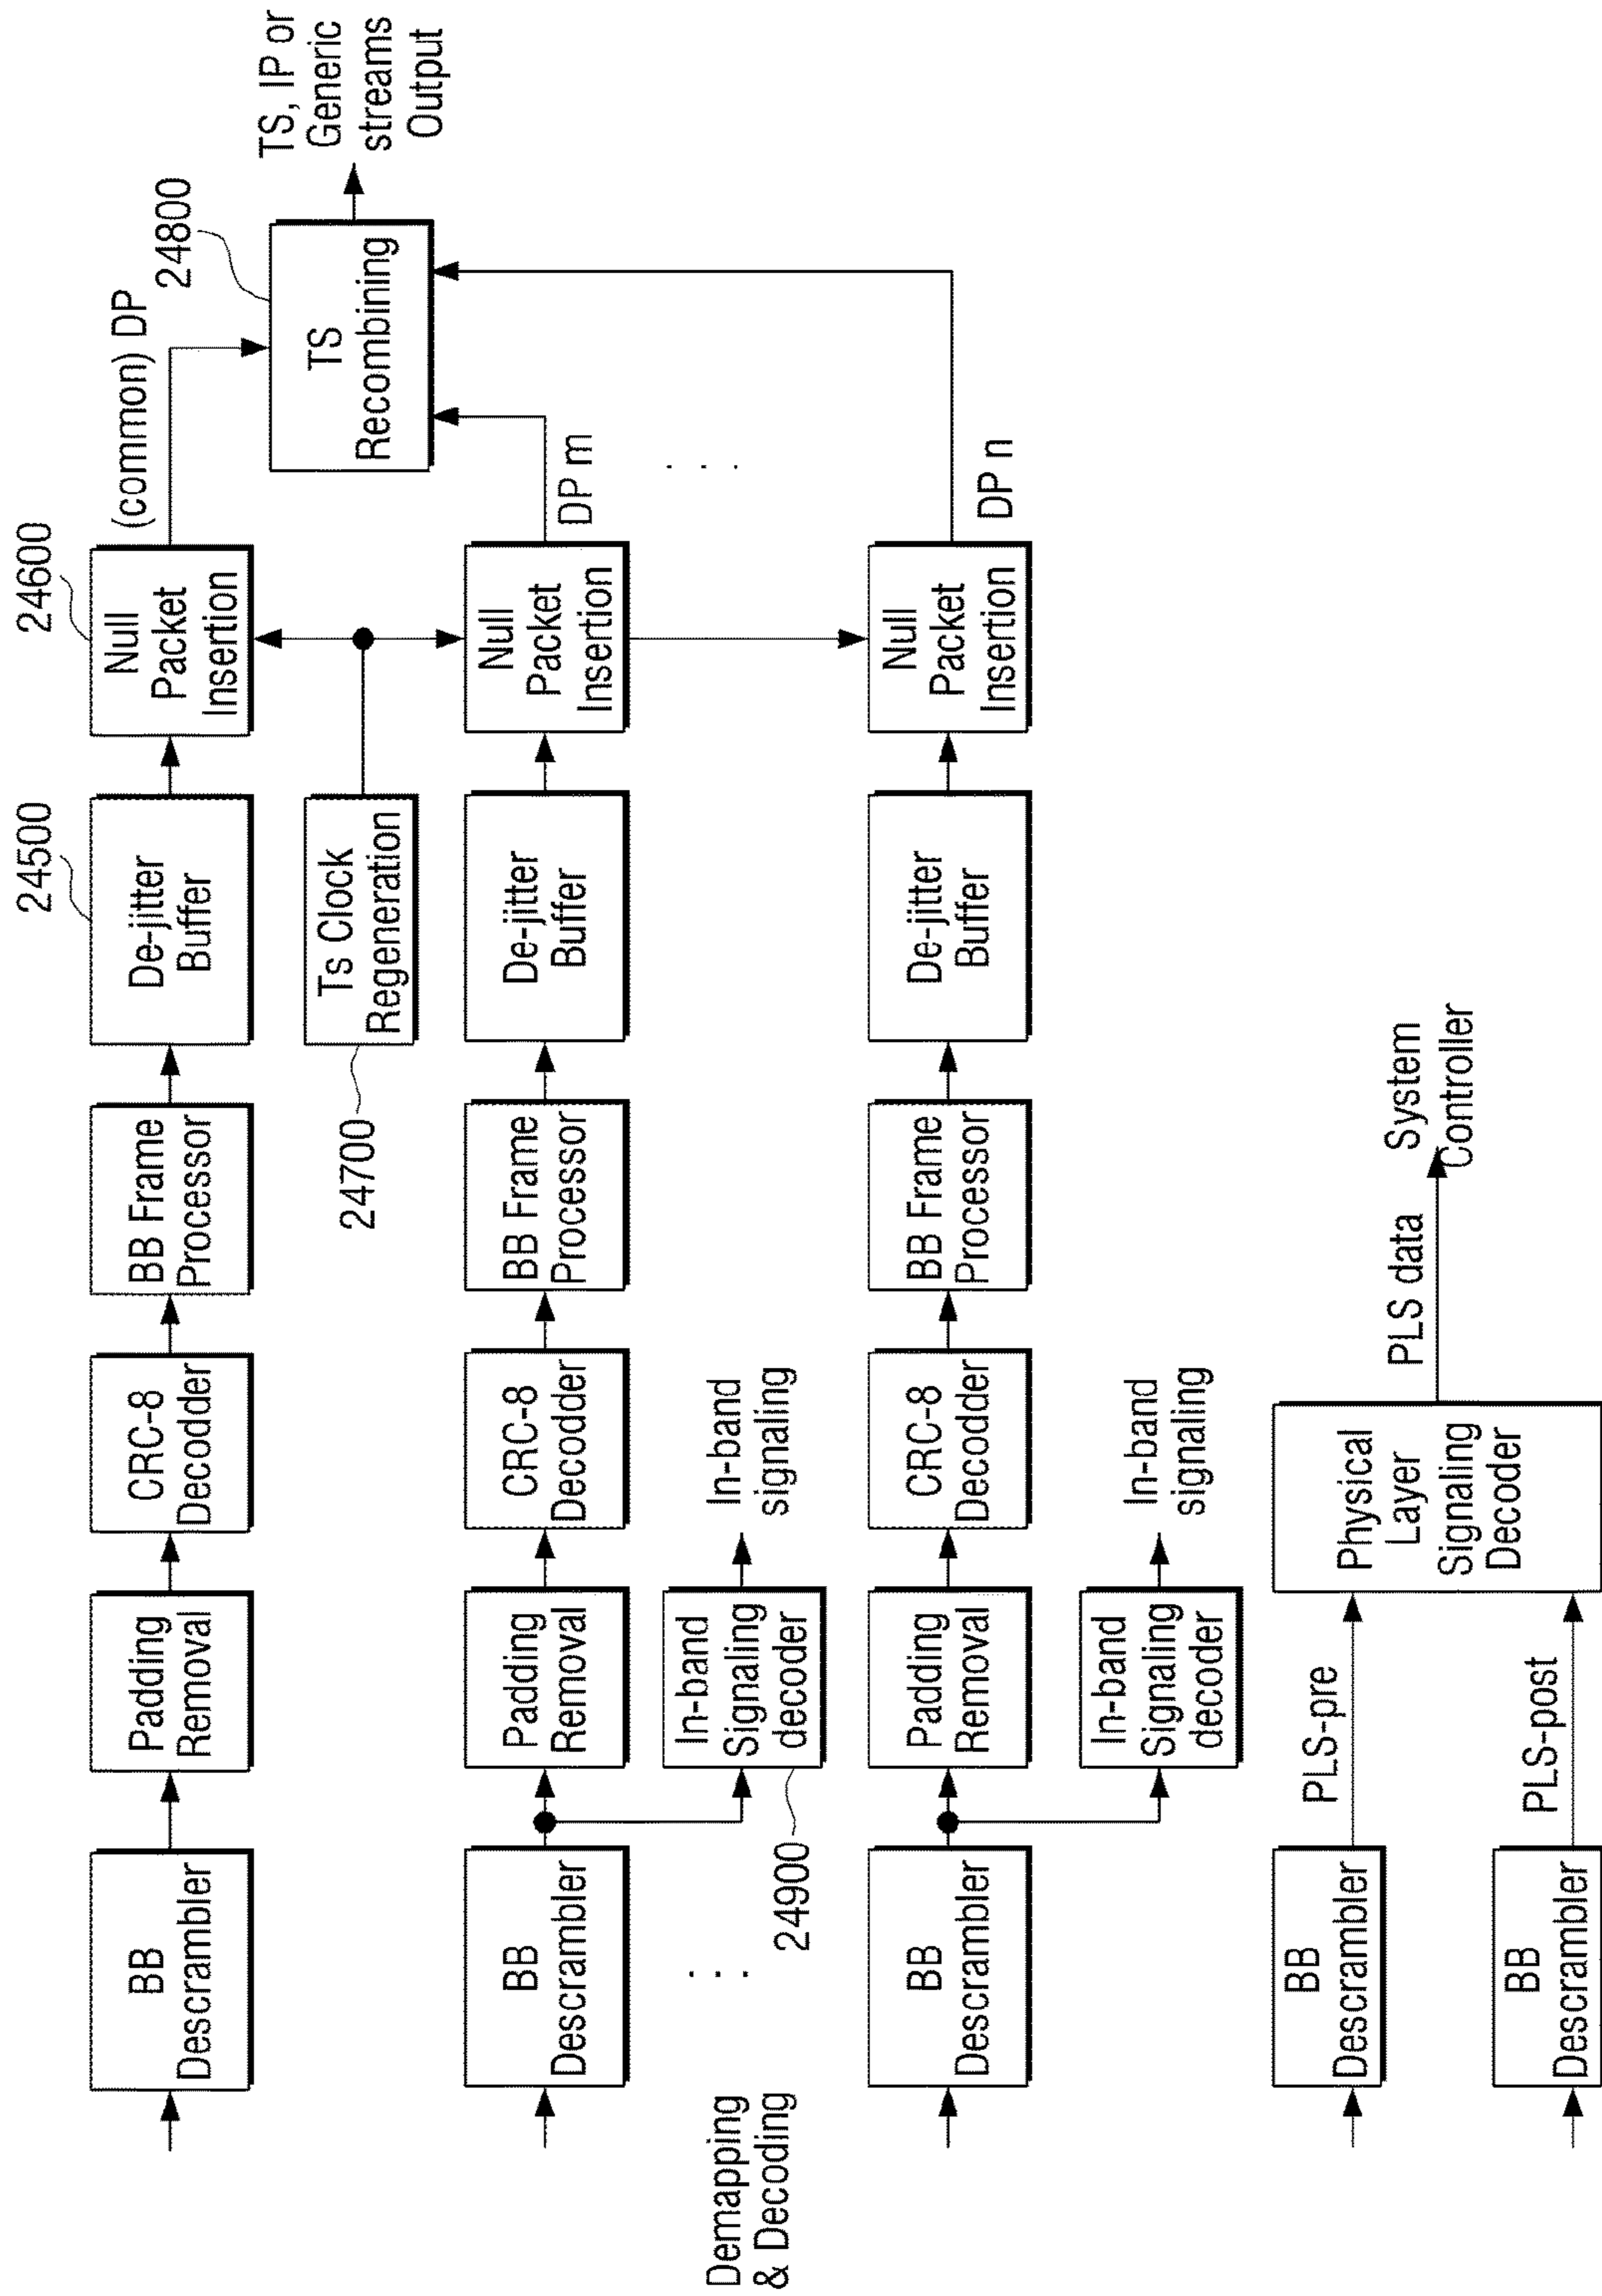 24500
24600
(common) DP
24800
BB
Descrambler
Padding
Removal
CRC-8
Decoder
BB Frame
Processor
De-jitter
Buffer
Null
Packet
Insertion
TS
Recombining
TS, IP or
Generic
streams
Output
24700
Ts Clock
Regeneration
BB
Descrambler
Padding
Removal
CRC-8
Decoder
BB Frame
Processor
De-jitter
Buffer
Null
Packet
Insertion
DP m
Demapping
& Decoding
. . .
24900
In-band
Signaling
decoder
In-band
signaling
. . .
BB
Descrambler
Padding
Removal
CRC-8
Decoder
BB Frame
Processor
De-jitter
Buffer
Null
Packet
Insertion
DP n
In-band
Signaling
decoder
In-band
signaling
BB
Descrambler
PLS-pre
Physical
Layer
Signaling
Decoder
PLS data
System
Controller
BB
Descrambler
PLS-post